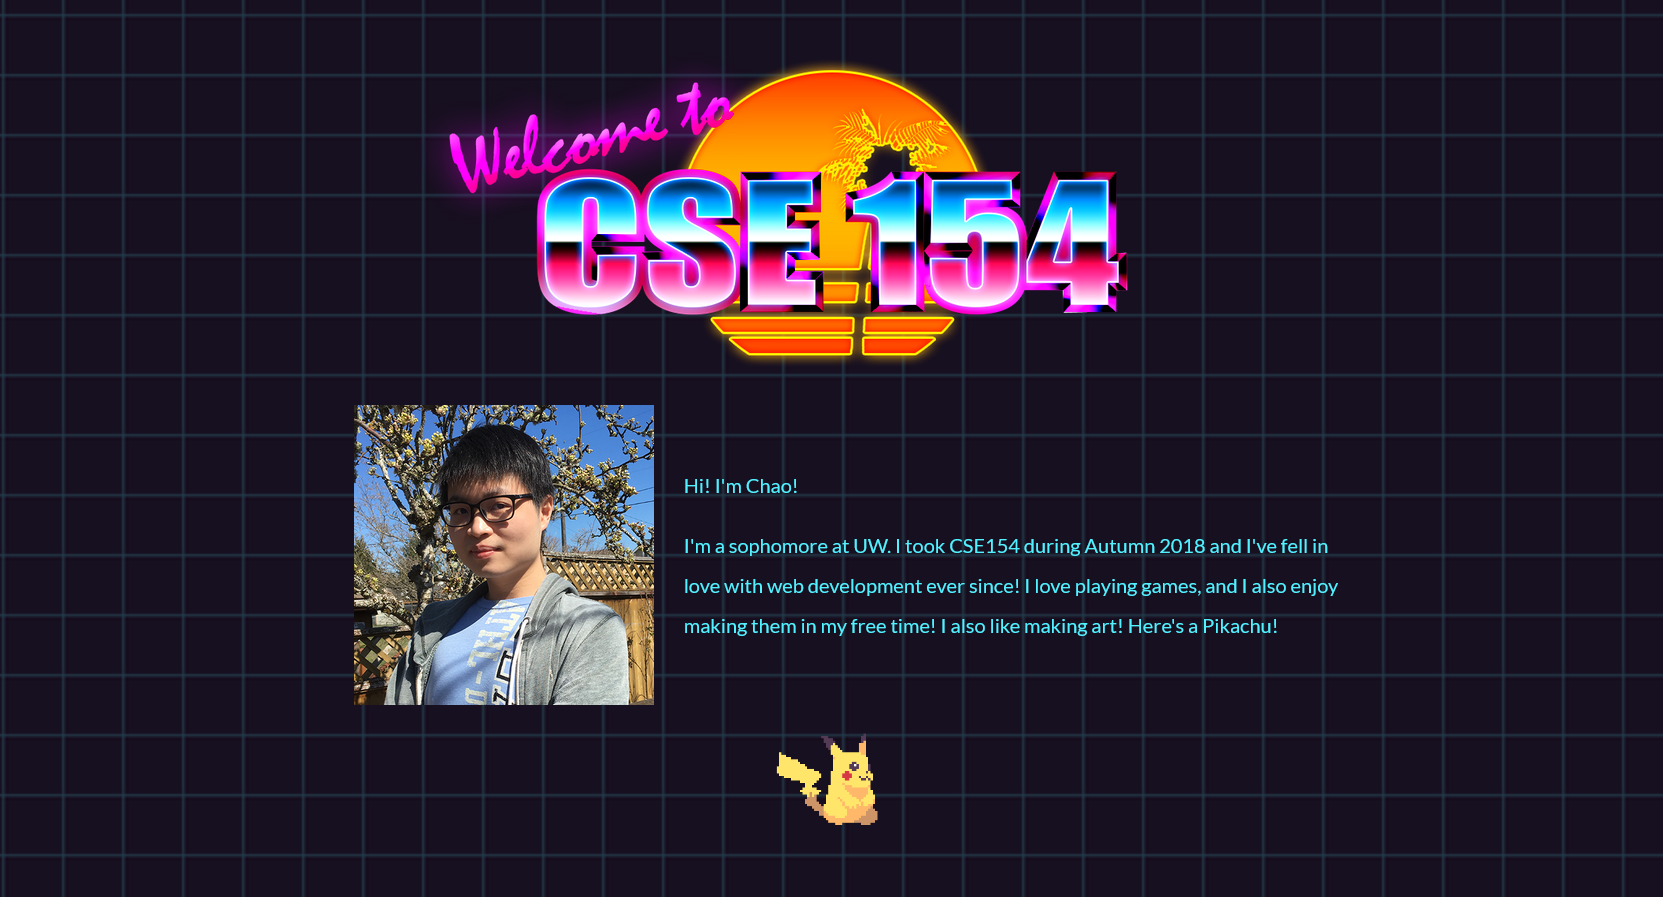 Welcome to
CSE 154
Hi! I'm Chao!
I'm a sophomore at UW. I took CSE154 during Autumn 2018 and I've fell in
love with web development ever since! I love playing games, and I also enjoy
making them in my free time! I also like making art! Here's a Pikachu!